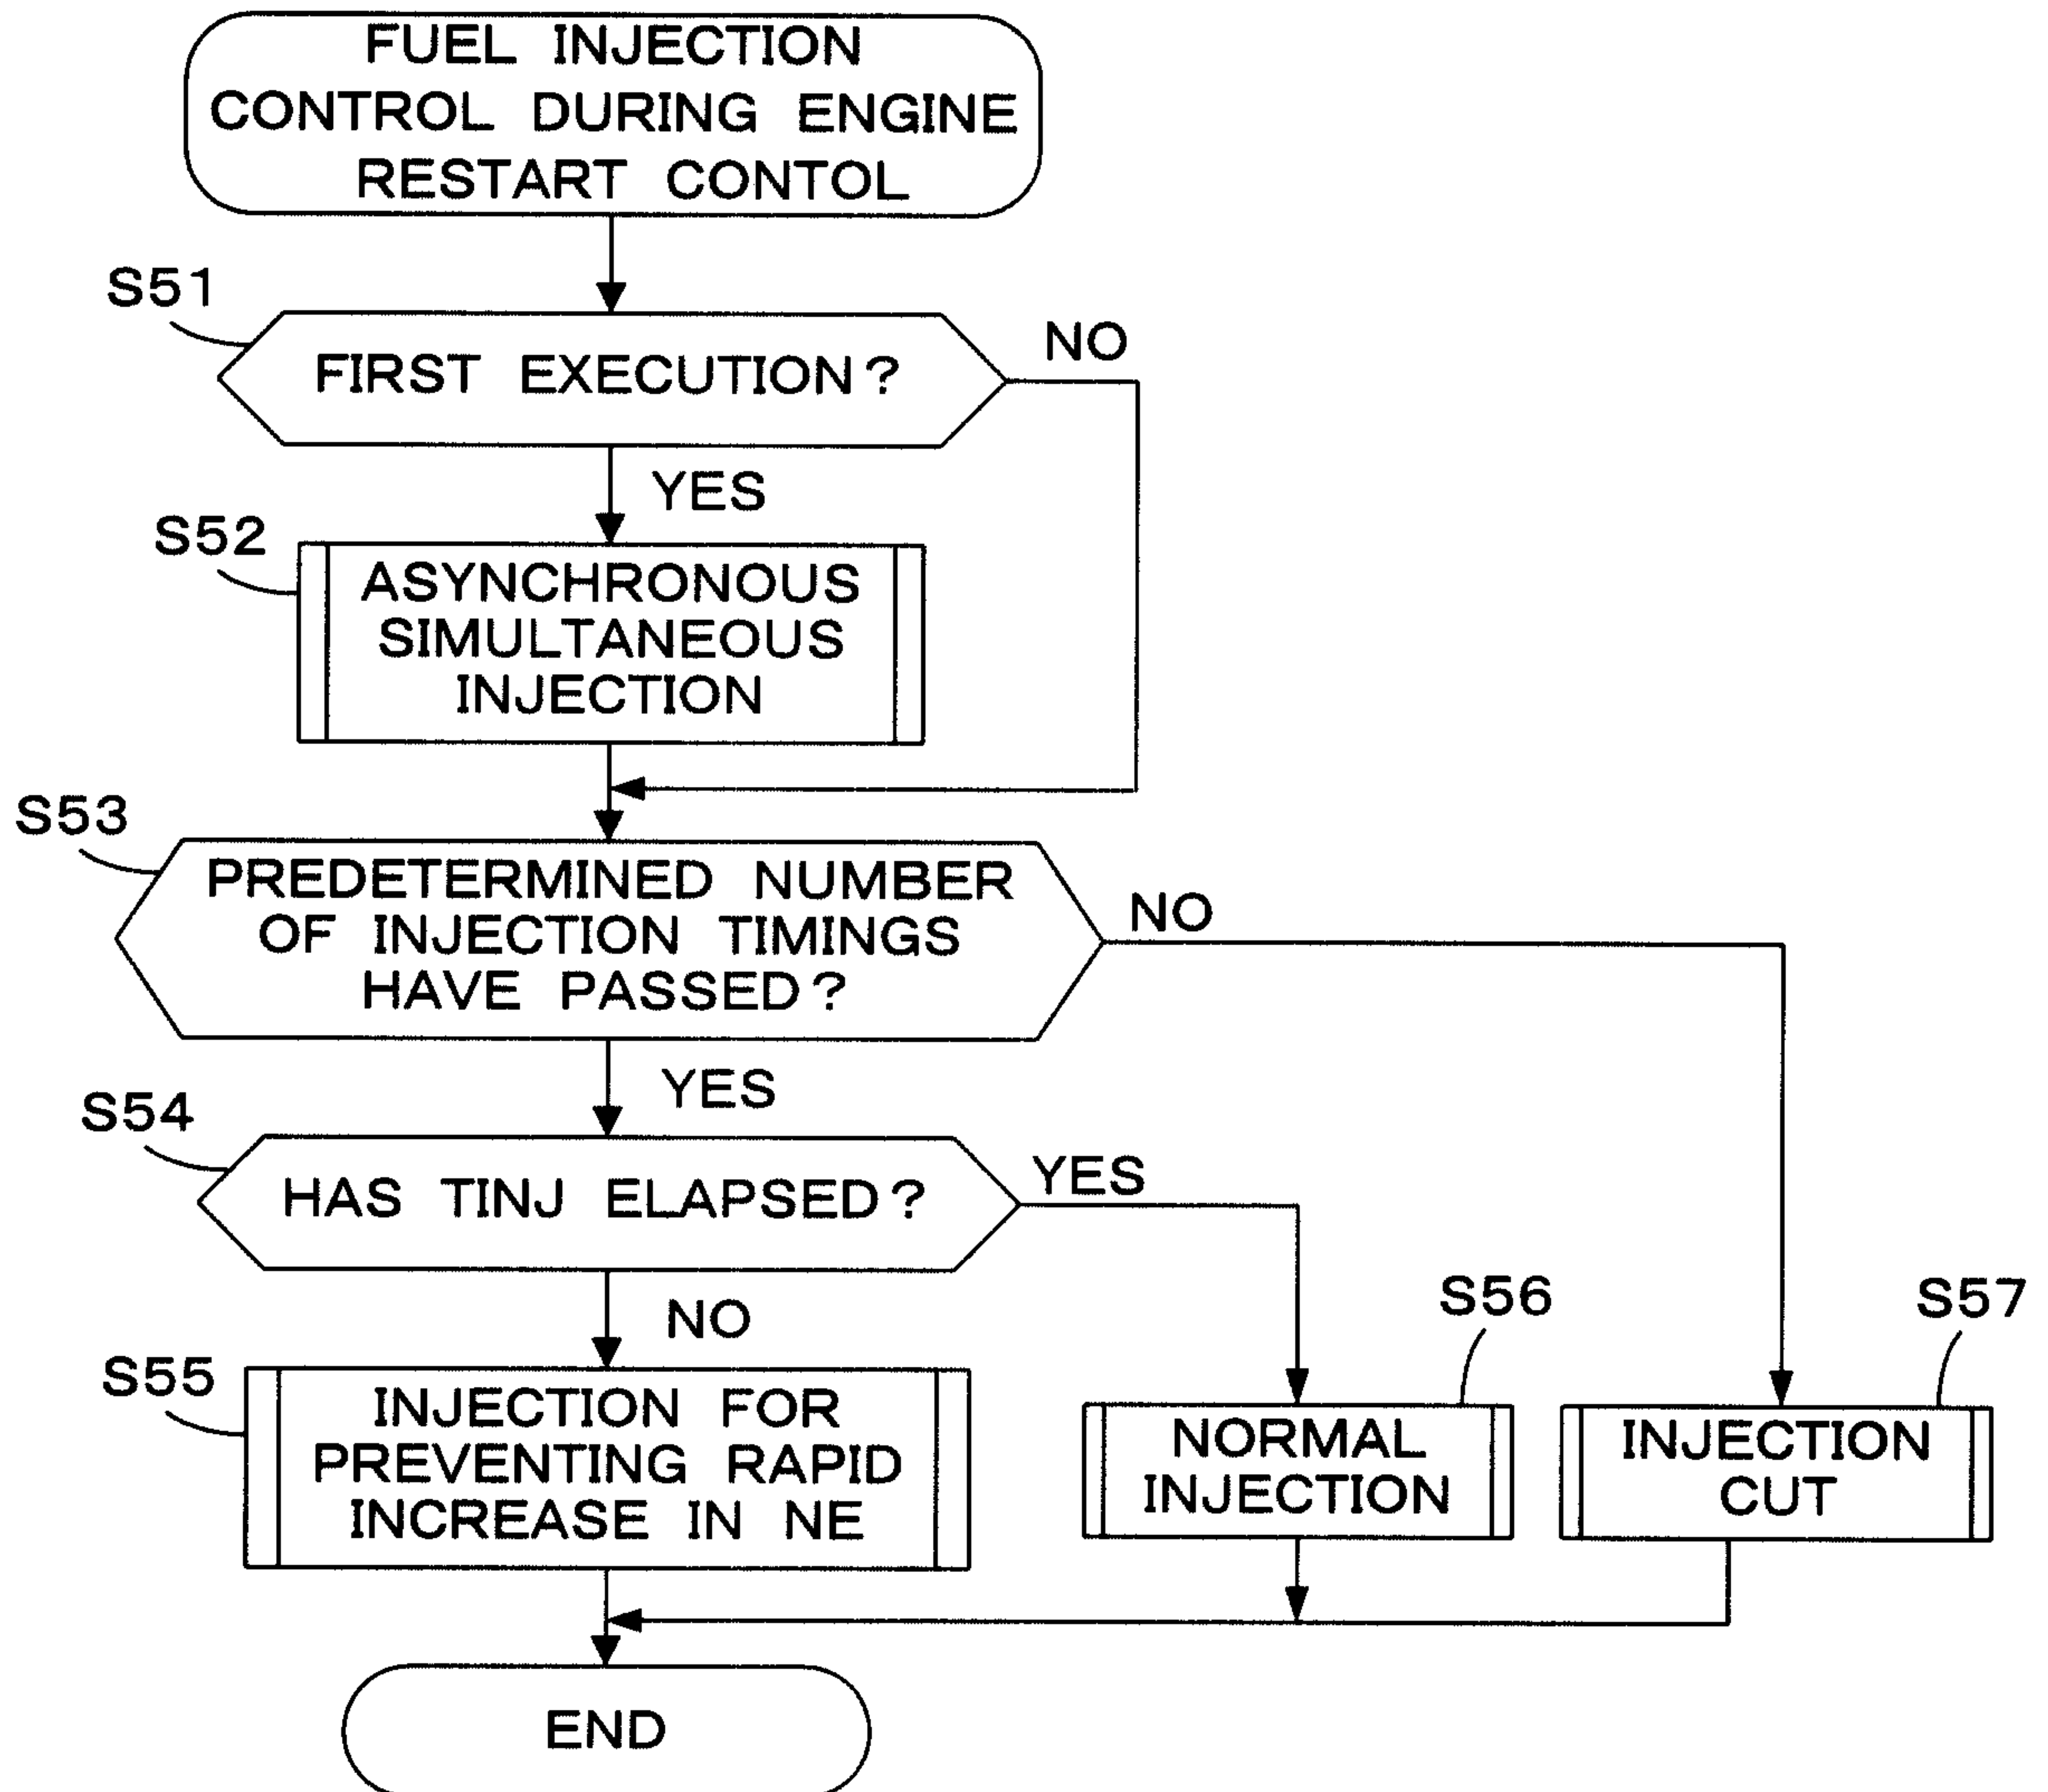 FUEL INJECTION
CONTROL DURING ENGINE
RESTART CONTOL
S51
FIRST EXECUTION?
NO
YES
S52
ASYNCHRONOUS
SIMULTANEOUS
INJECTION
S53
PREDETERMINED NUMBER
OF INJECTION TIMINGS
HAVE PASSED?
NO
YES
S54
HAS TINJ ELAPSED?
YES
NO
S55
INJECTION FOR
PREVENTING RAPID
INCREASE IN NE
S56
NORMAL
INJECTION
S57
INJECTION
CUT
END